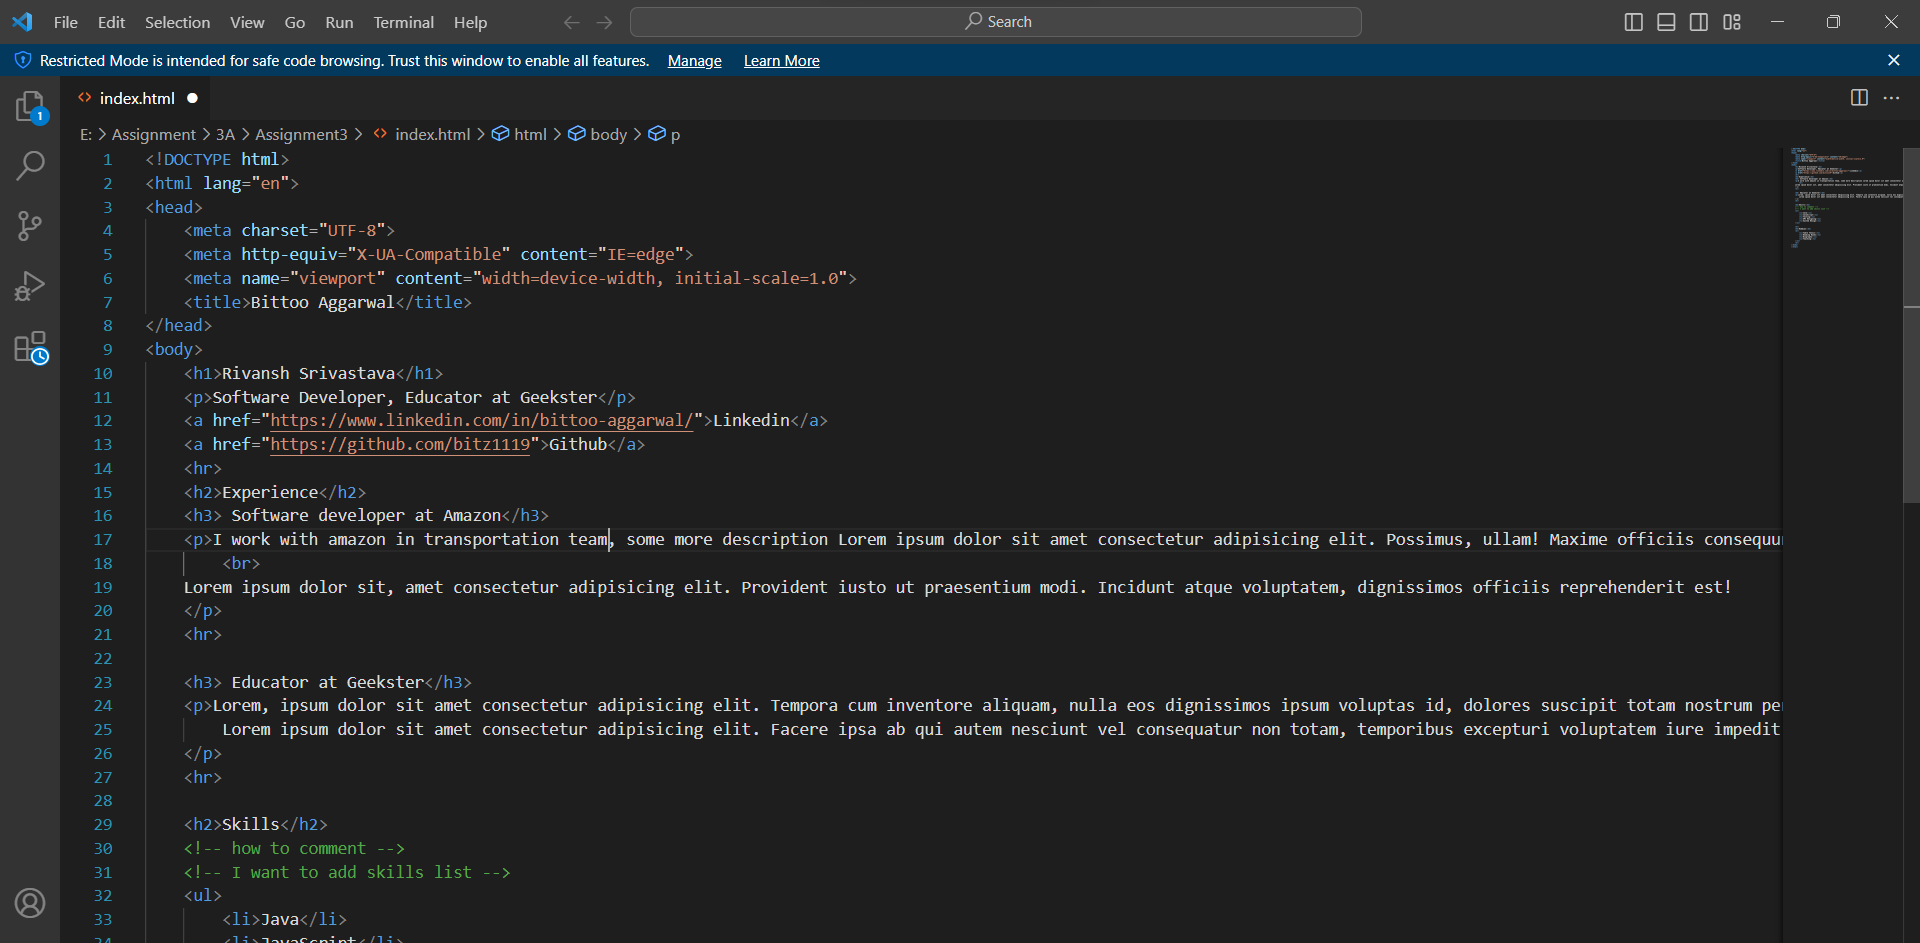 File Edit Selection View Go Run Terminal Help Search
Restricted Mode is intended for safe code browsing. Trust this window to enable all features. Manage Learn More
1
index.html
E: > Assignment > 3A > Assignment3 > index.html > html > body > p
1 <!DOCTYPE html>
2 <html lang="en">
3 <head>
4 <meta charset="UTF-8">
5 <meta http-equiv="X-UA-Compatible" content="IE=edge">
6 <meta name="viewport" content="width=device-width, initial-scale=1.0">
7 <title>Bittoo Aggarwal</title>
8 </head>
9 <body>
10 <h1>Rivansh Srivastava</h1>
11 <p>Software Developer, Educator at Geekster</p>
12 <a href="https://www.linkedin.com/in/bittoo-aggarwal/">Linkedin</a>
13 <a href="https://github.com/bitz1119">Github</a>
14 <hr>
15 <h2>Experience</h2>
16 <h3> Software developer at Amazon</h3>
17 <p>I work with amazon in transportation team, some more description Lorem ipsum dolor sit amet consectetur adipisicing elit. Possimus, ullam! Maxime officiis
18 <br>
19 Lorem ipsum dolor sit, amet consectetur adipisicing elit. Provident iusto ut praesentium modi. Incidunt atque voluptatem, dignissimos officiis reprehenderit est!
20 </p>
21 <hr>
22
23 <h3> Educator at Geekster</h3>
24 <p>Lorem, ipsum dolor sit amet consectetur adipisicing elit. Tempora cum inventore aliquam, nulla eos dignissimos ipsum voluptas id, dolores suscipit totam nostrum
25 Lorem ipsum dolor sit amet consectetur adipisicing elit. Facere ipsa ab qui autem nesciunt vel consequatur non totam, temporibus excepturi voluptatem iure impedit
26 </p>
27 <hr>
28
29 <h2>Skills</h2>
30 <!-- how to comment -->
31 <!-- I want to add skills list -->
32 <ul>
33 <li>Java</li>
34 <li>JavaScript</li>